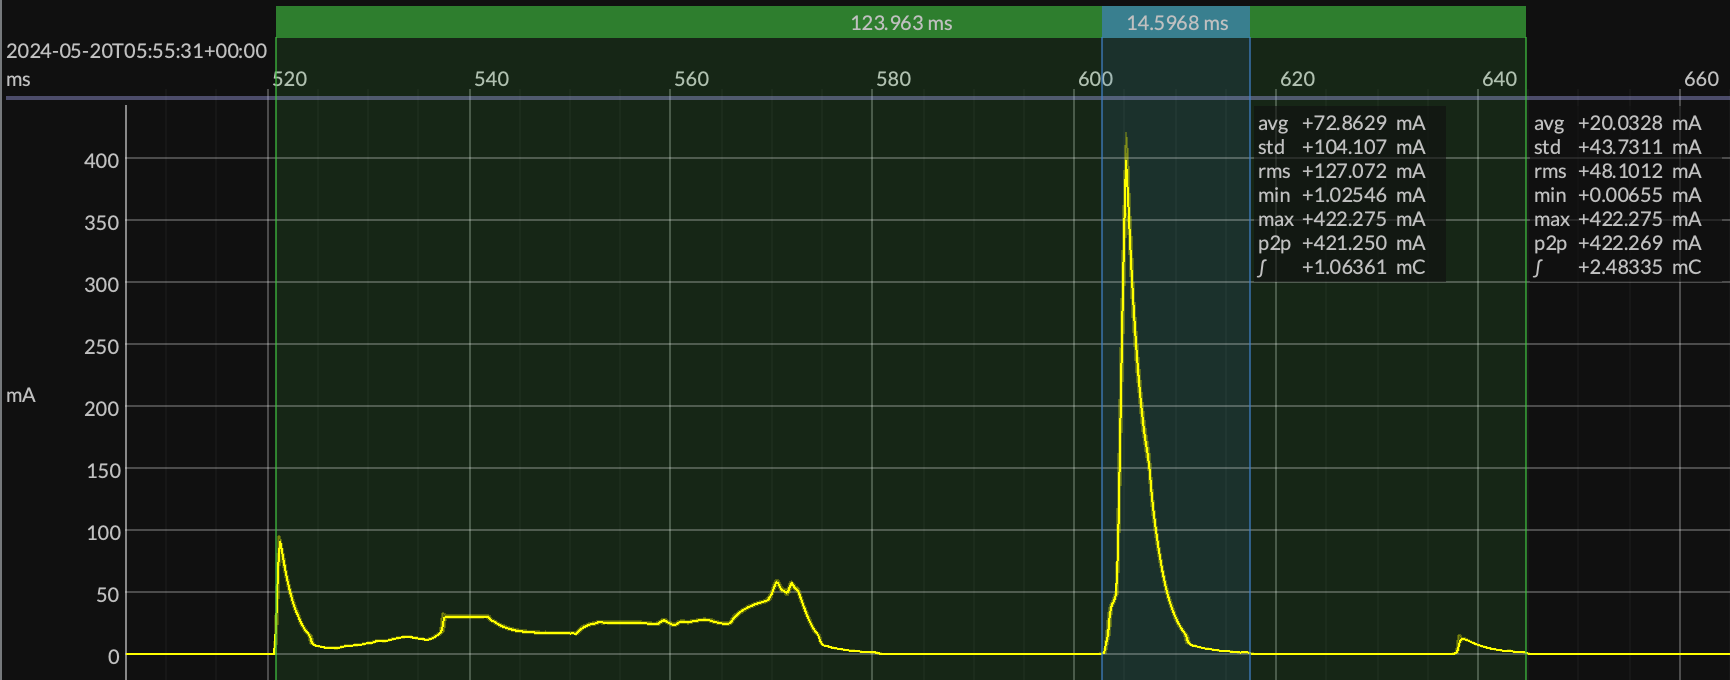 123.963 ms 14.5968 ms
2024-05-20T05:55:31+00:00
ms 520 540 560 580 600 620 640 660
avg +72.8629 mA
std +104.107 mA
rms +127.072 mA
min +1.02546 mA
max +422.275 mA
p2p +421.250 mA
∫ +1.06361 mC
avg +20.0328 mA
std +43.7311 mA
rms +48.1012 mA
min +0.00655 mA
max +422.275 mA
p2p +422.269 mA
∫ +2.48335 mC
400
350
300
250
200
mA
150
100
50
0